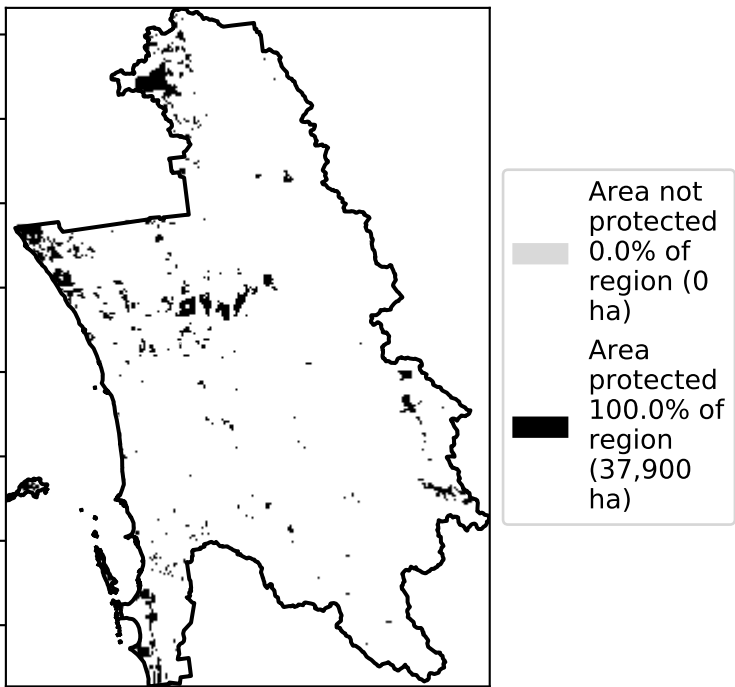 Area not
protected
0.0% of
region (0
ha)
Area
protected
100.0% of
region
(37,900
ha)